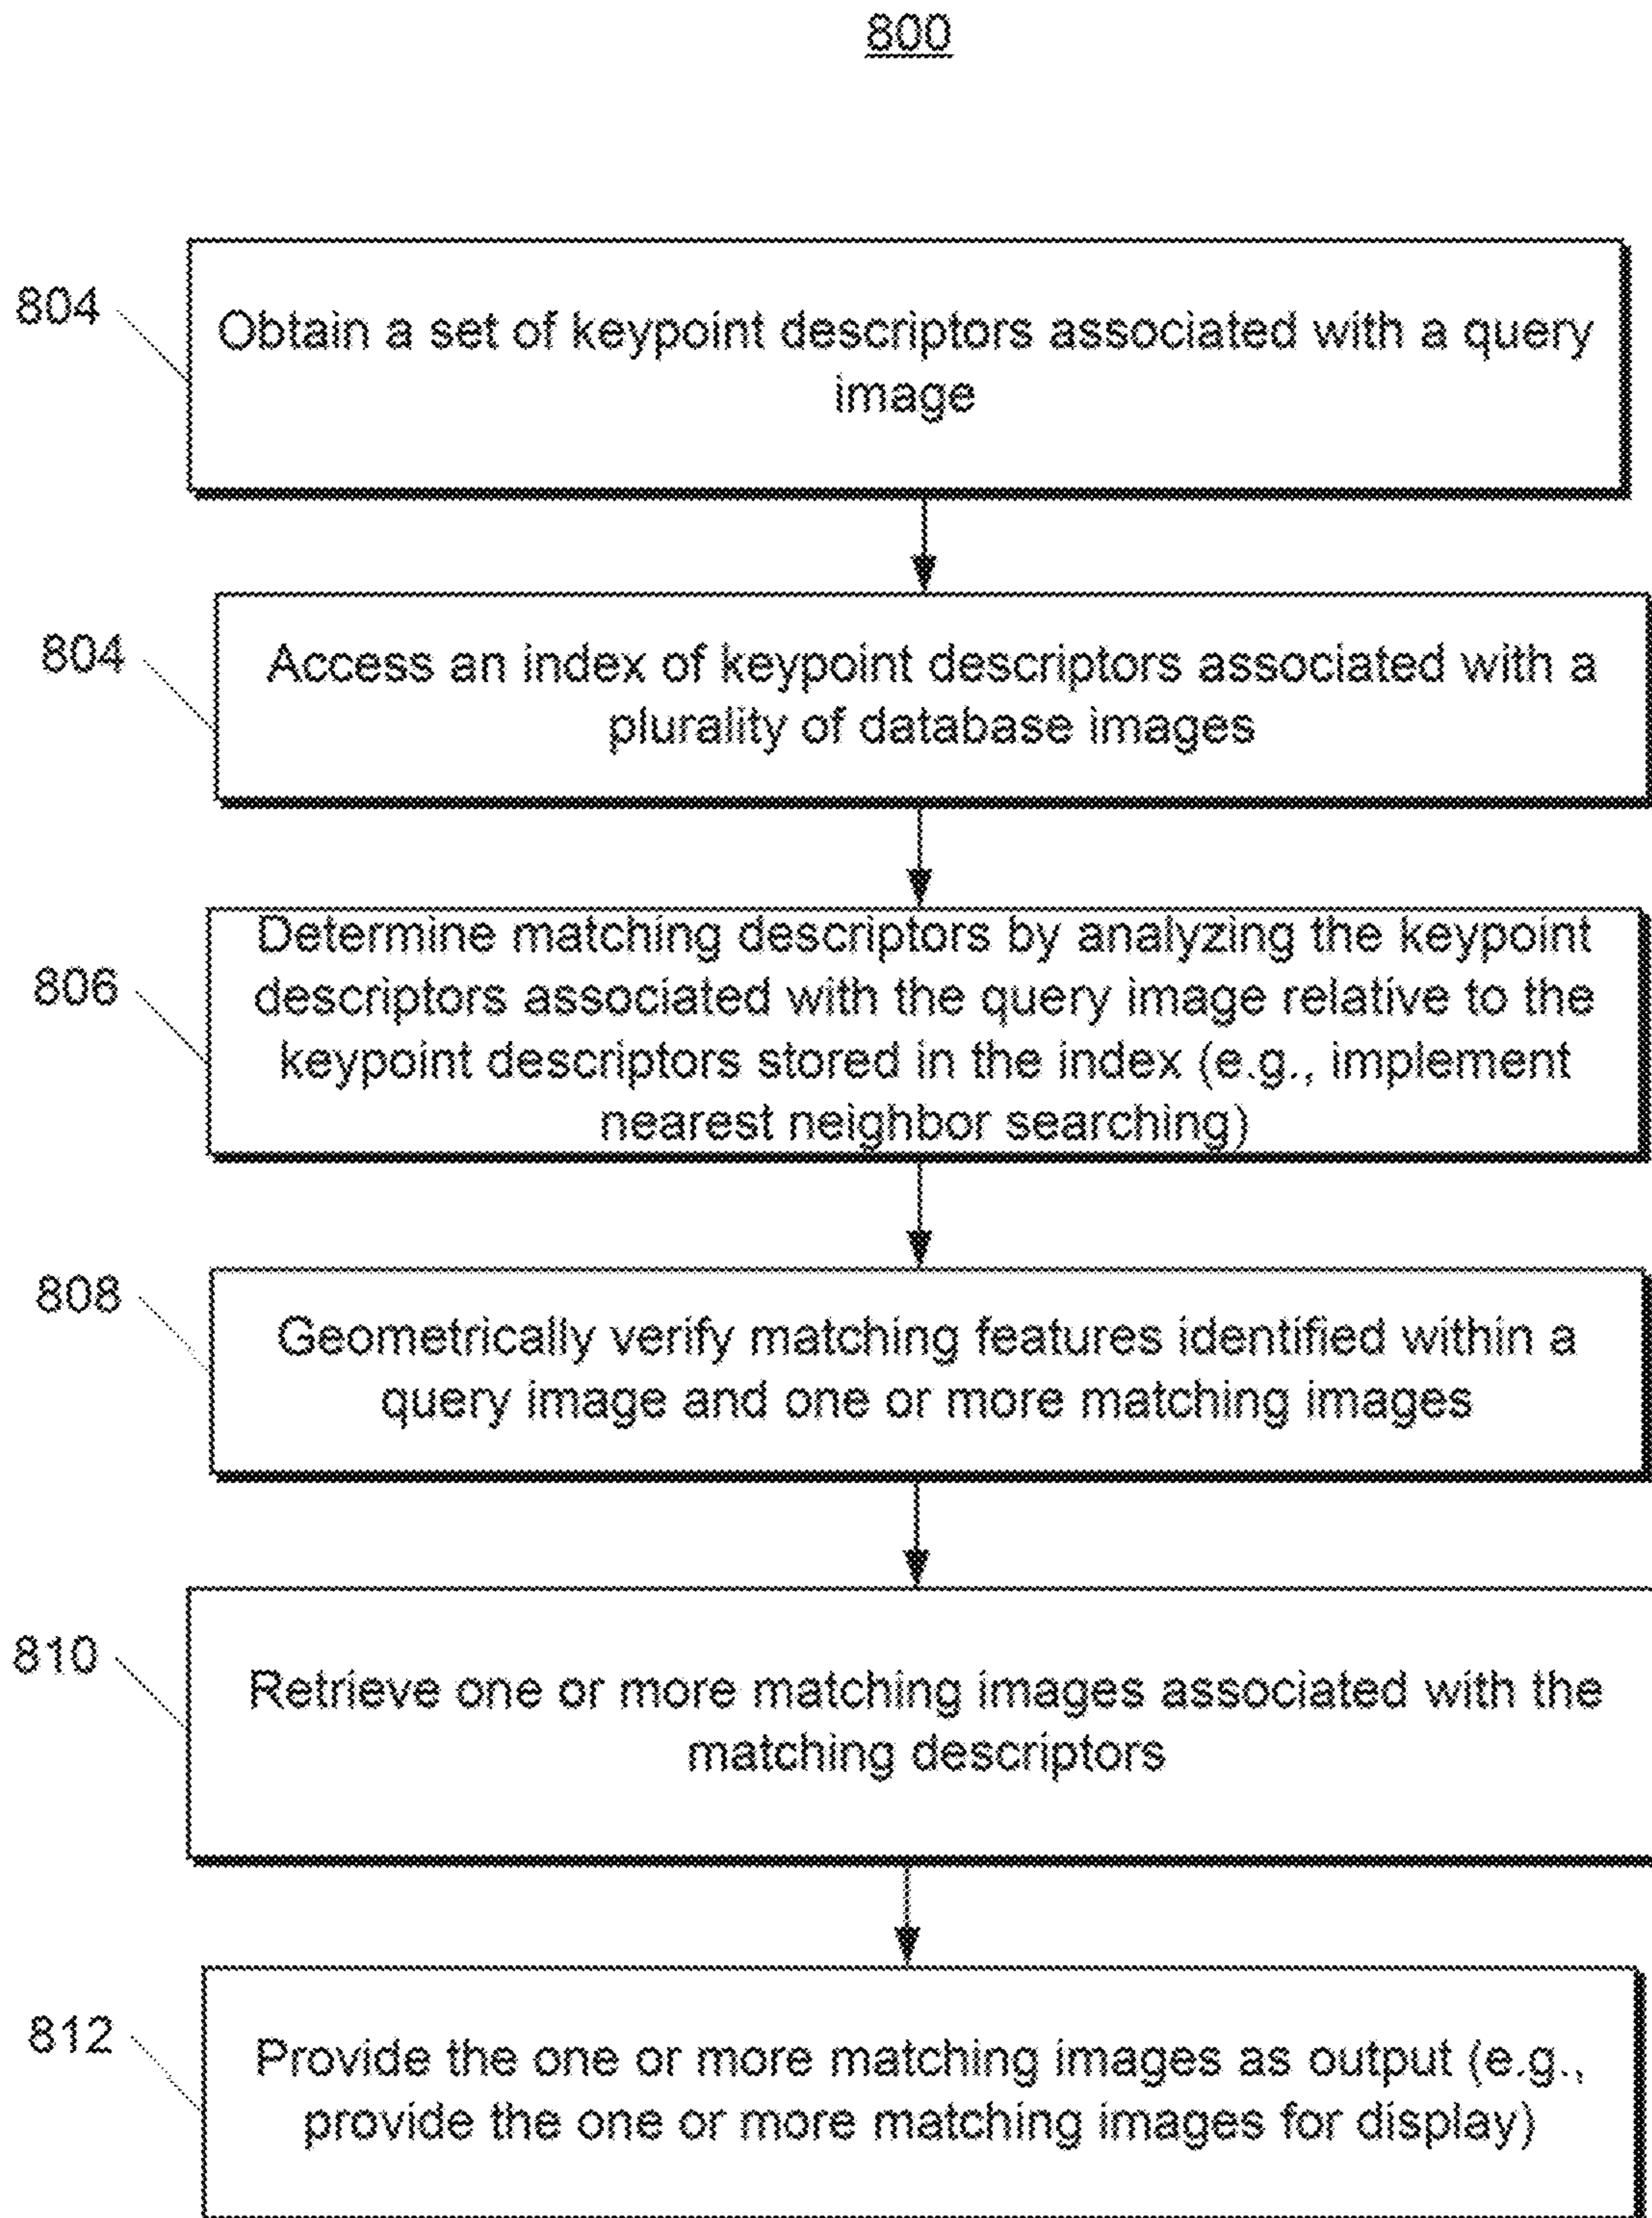 800
804
Obtain a set of keypoint descriptors associated with a query
image
804
Access an index of keypoint descriptors associated with a
plurality of database images
806
Determine matching descriptors by analyzing the keypoint
descriptors associated with the query image relative to the
keypoint descriptors stored in the index (e.g., implement
nearest neighbor searching)
808
Geometrically verify matching features identified within a
query image and one or more matching images
810
Retrieve one or more matching images associated with the
matching descriptors
812
Provide the one or more matching images as output (e.g.,
provide the one or more matching images for display)